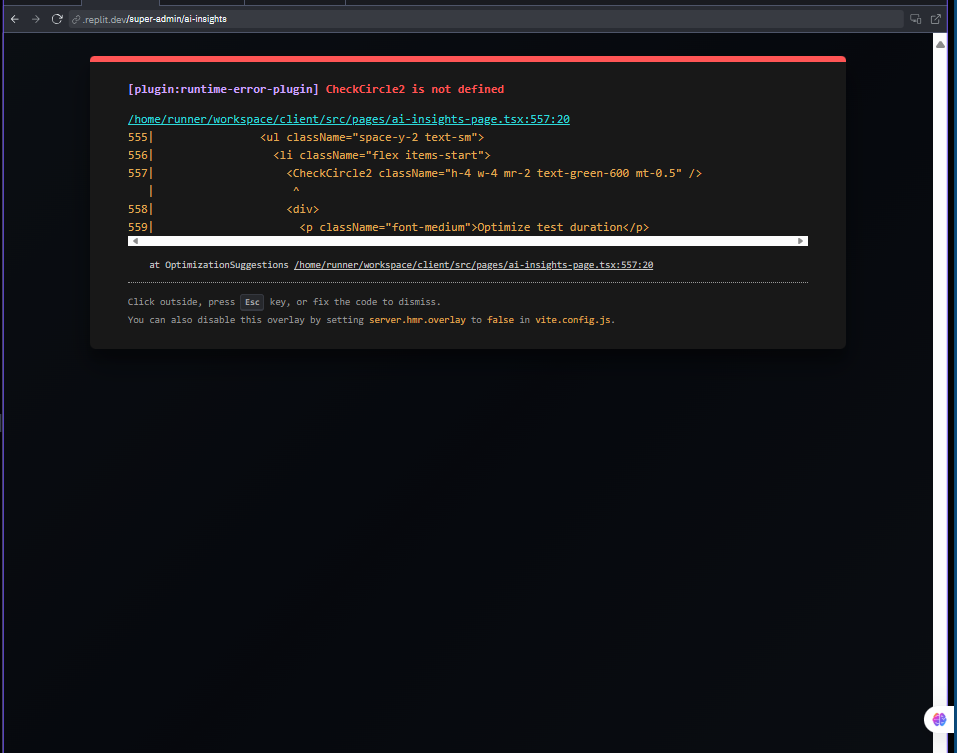 .replit.dev/super-admin/ai-insights
[plugin:runtime-error-plugin] CheckCircle2 is not defined
/home/runner/workspace/client/src/pages/ai-insights-page.tsx:557:20
555| <ul className="space-y-2 text-sm">
556| <li className="flex items-start">
557| <CheckCircle2 className="h-4 w-4 mr-2 text-green-600 mt-0.5" />
| ^
558| <div>
559| <p className="font-medium">Optimize test duration</p>
at OptimizationSuggestions /home/runner/workspace/client/src/pages/ai-insights-page.tsx:557:20
Click outside, press Esc key, or fix the code to dismiss.
You can also disable this overlay by setting server.hmr.overlay to false in vite.config.js.